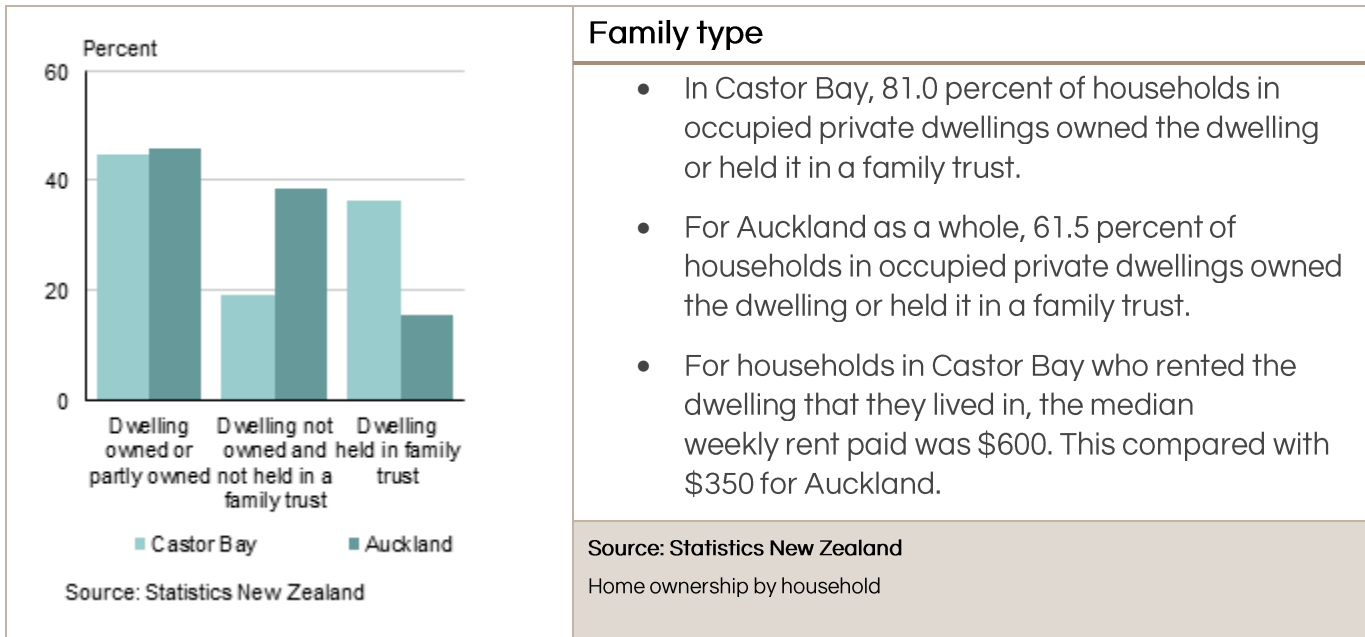 Percent
60
40
20
0
Dwelling
owned or
partly owned
Dwelling not
owned and
not held in a
family trust
Dwelling
held in family
trust
Castor Bay
Auckland
Source: Statistics New Zealand
Family type
• In Castor Bay, 81.0 percent of households in
occupied private dwellings owned the dwelling
or held it in a family trust.
• For Auckland as a whole, 61.5 percent of
households in occupied private dwellings owned
the dwelling or held it in a family trust.
• For households in Castor Bay who rented the
dwelling that they lived in, the median
weekly rent paid was $600. This compared with
$350 for Auckland.
Source: Statistics New Zealand
Home ownership by household